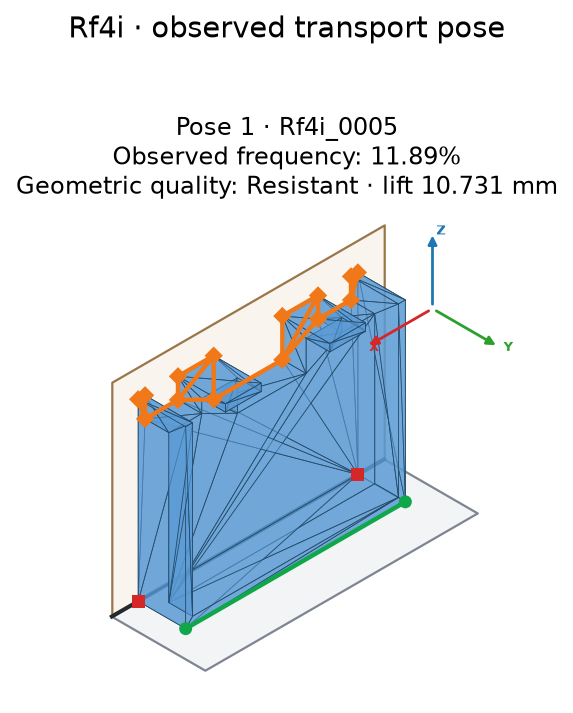 Rf4i · observed transport pose
Pose 1 · Rf4i_0005
Observed frequency: 11.89%
Geometric quality: Resistant · lift 10.731 mm
Z
X
Y